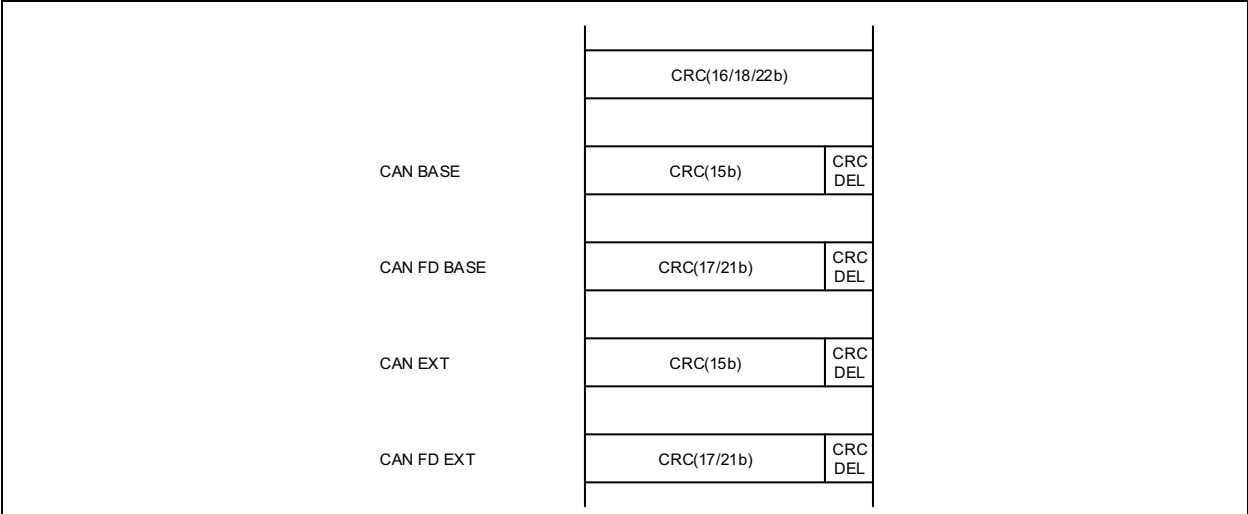 CRC(16/18/22b)
CAN BASE
CRC(15b)
CRC
DEL
CAN FD BASE
CRC(17/21b)
CRC
DEL
CAN EXT
CRC(15b)
CRC
DEL
CAN FD EXT
CRC(17/21b)
CRC
DEL